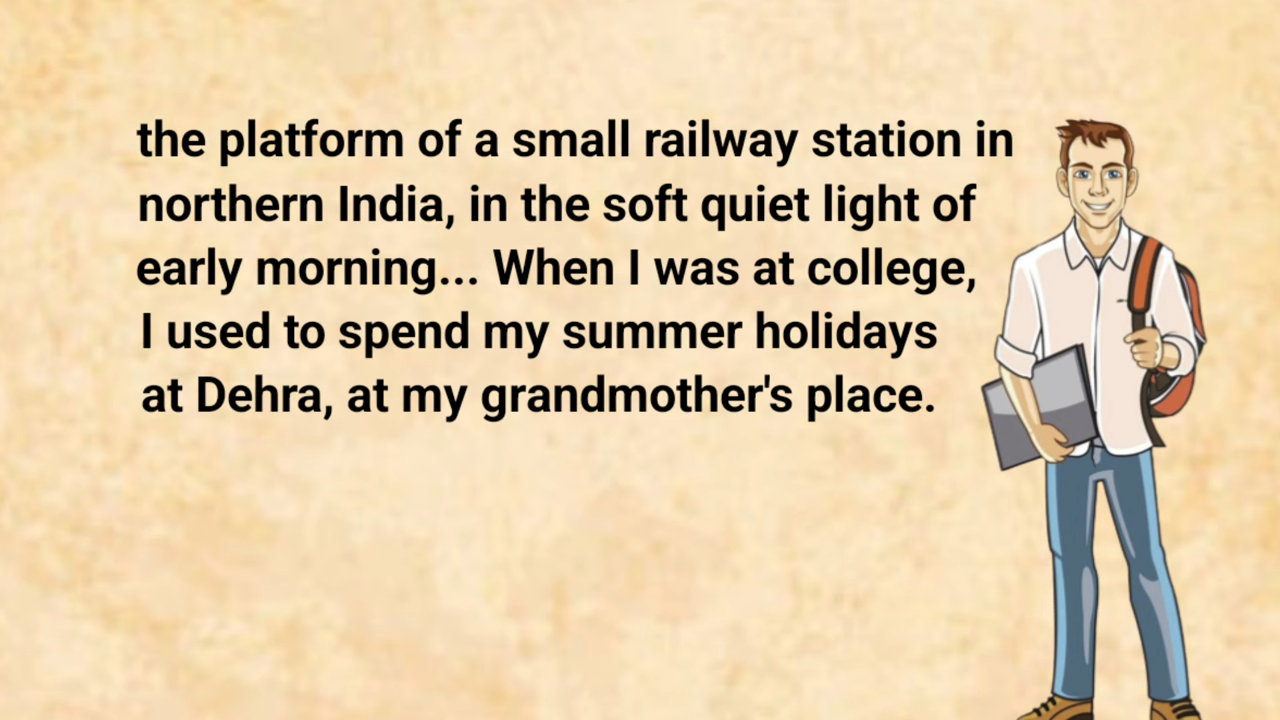 the platform of a small railway station in
northern India, in the soft quiet light of
early morning... When I was at college,
I used to spend my summer holidays
at Dehra, at my grandmother's place.